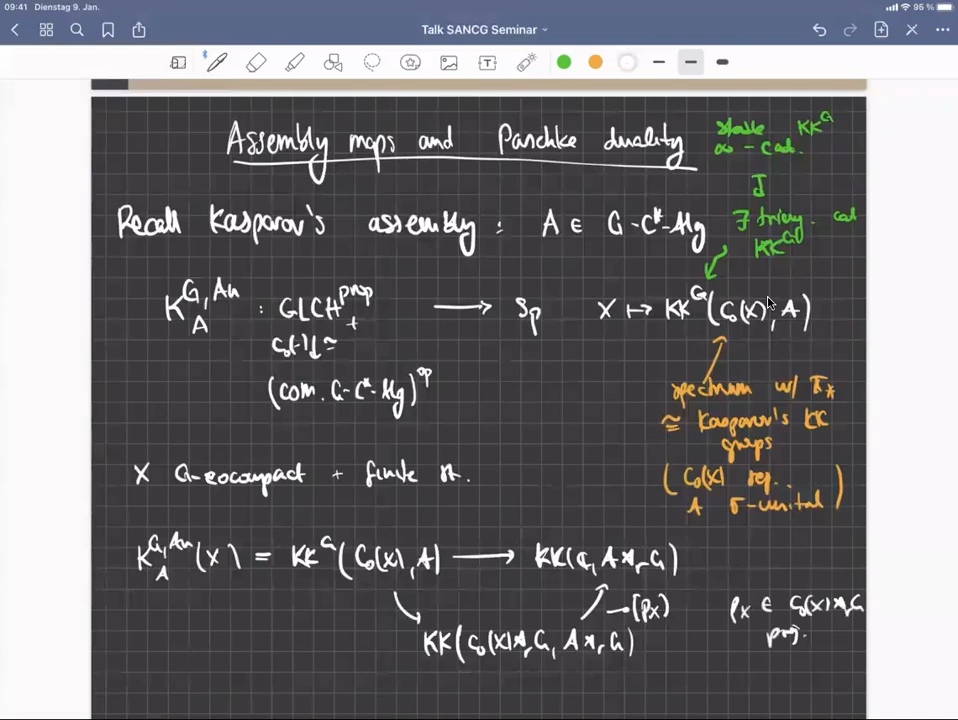 09:41 Dienstag 9. Jan.
95 %
Talk SANCG Seminar
Assembly maps and Paschke duality
stable KK^G
∞-cat.
Recall Kasparov's assembly : A ∈ G-C*-Alg
∃ triang. cat
KK^G
K_A^{G,An} : GLCH_+^{prop} → Sp X ↦ KK^G(C_0(X), A)
C_0(-) ↓ ≃
(com. G-C*-Alg)^{op}
spectrum w/ π_*
≅ Kasparov's KK
groups
(C_0(X) sep.
A σ-unital)
X G-cocompact + finite st.
K_A^{G,An}(X) = KK^G(C_0(X), A) → KK(C, A⋊_r G)
-∘[p_X]
p_X ∈ C_0(X)⋊_r G
proj.
KK(C_0(X)⋊_r G, A⋊_r G)